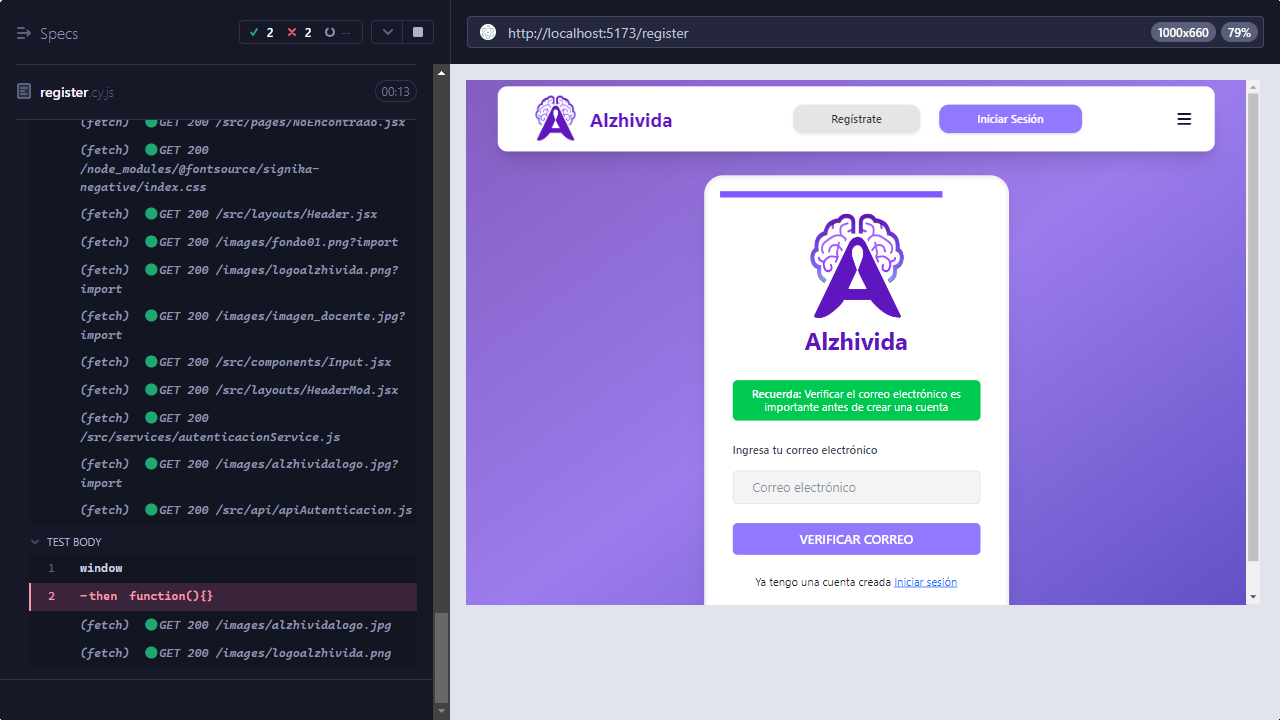 Specs
2
2
--
http://localhost:5173/register
1000x660
79%
register.cy.js
00:13
(fetch) GET 200 /src/pages/NoEncontrado.jsx
(fetch) GET 200
/node_modules/@fontsource/signika-
negative/index.css
(fetch) GET 200 /src/layouts/Header.jsx
(fetch) GET 200 /images/fondo01.png?import
(fetch) GET 200 /images/logoalzhivida.png?
import
(fetch) GET 200 /images/imagen_docente.jpg?
import
(fetch) GET 200 /src/components/Input.jsx
(fetch) GET 200 /src/layouts/HeaderMod.jsx
(fetch) GET 200
/src/services/autenticacionService.js
(fetch) GET 200 /images/alzhividalogo.jpg?
import
(fetch) GET 200 /src/api/apiAutenticacion.js
TEST BODY
1 window
2 -then function(){}
(fetch) GET 200 /images/alzhividalogo.jpg
(fetch) GET 200 /images/logoalzhivida.png
Alzhivida
Regístrate
Iniciar Sesión
Alzhivida
Recuerda: Verificar el correo electrónico es
importante antes de crear una cuenta
Ingresa tu correo electrónico
Correo electrónico
VERIFICAR CORREO
Ya tengo una cuenta creada Iniciar sesión